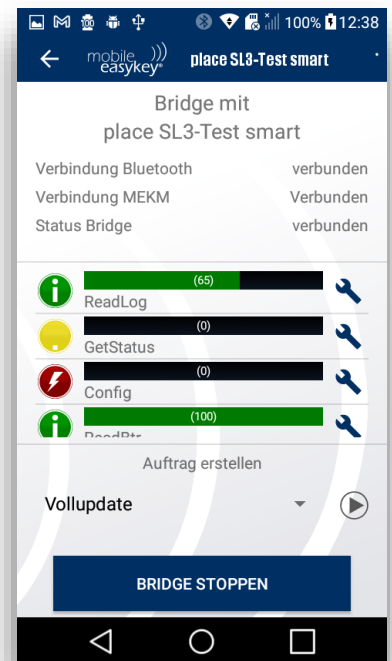 100% 12:38
mobile easykey® place SL3-Test smart
Bridge mit
place SL3-Test smart
Verbindung Bluetooth verbunden
Verbindung MEKM Verbunden
Status Bridge verbunden
(65)
ReadLog
(0)
GetStatus
(0)
Config
(100)
ReadBtr
Auftrag erstellen
Vollupdate
BRIDGE STOPPEN